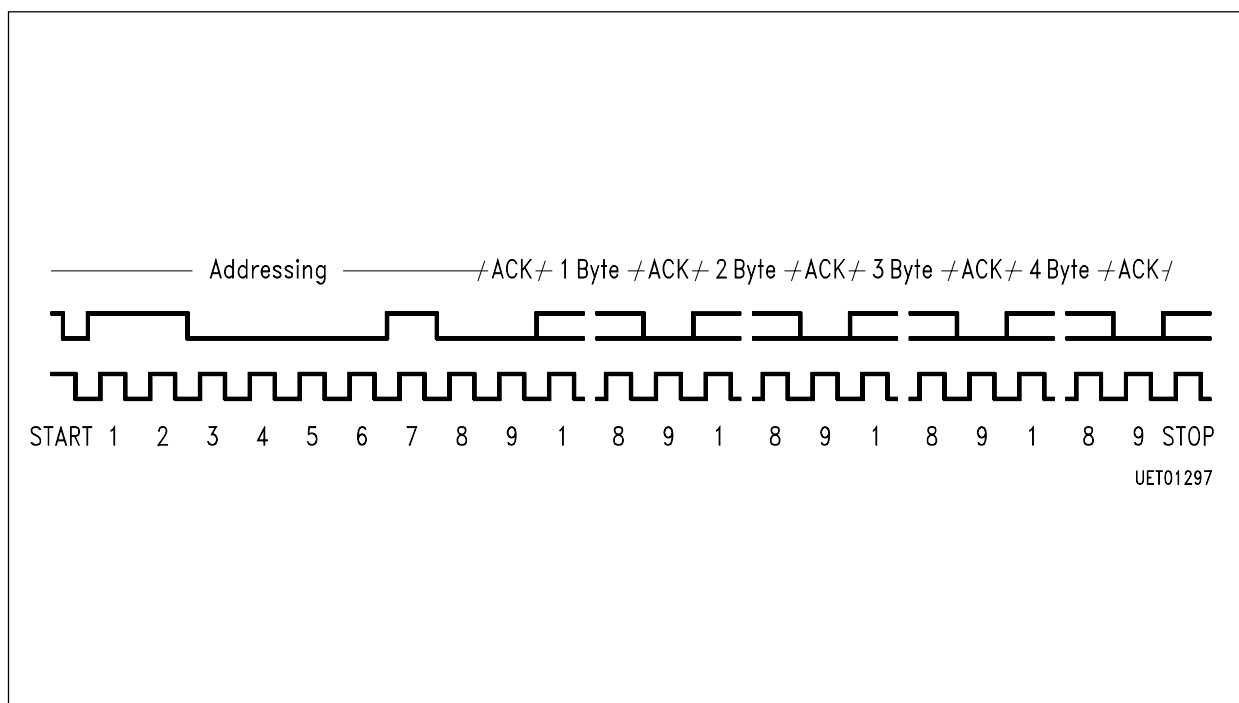 Addressing /ACK/ 1 Byte /ACK/ 2 Byte /ACK/ 3 Byte /ACK/ 4 Byte /ACK/
START 1 2 3 4 5 6 7 8 9 1 8 9 1 8 9 1 8 9 1 8 9 STOP
UET01297